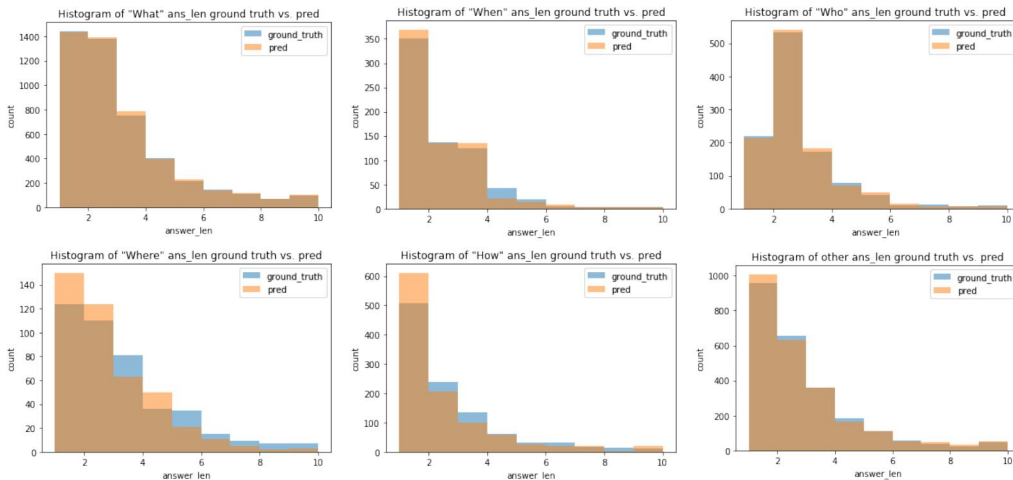 Histogram of "What" ans_len ground truth vs. pred
ground_truth
pred
count
1400
1200
1000
800
600
400
200
0
2 4 6 8 10
answer_len
Histogram of "When" ans_len ground truth vs. pred
ground_truth
pred
count
350
300
250
200
150
100
50
0
2 4 6 8 10
answer_len
Histogram of "Who" ans_len ground truth vs. pred
ground_truth
pred
count
500
400
300
200
100
0
2 4 6 8 10
answer_len
Histogram of "Where" ans_len ground truth vs. pred
ground_truth
pred
count
140
120
100
80
60
40
20
0
2 4 6 8 10
answer_len
Histogram of "How" ans_len ground truth vs. pred
ground_truth
pred
count
600
500
400
300
200
100
0
2 4 6 8 10
answer_len
Histogram of other ans_len ground truth vs. pred
ground_truth
pred
count
1000
800
600
400
200
0
2 4 6 8 10
answer_len